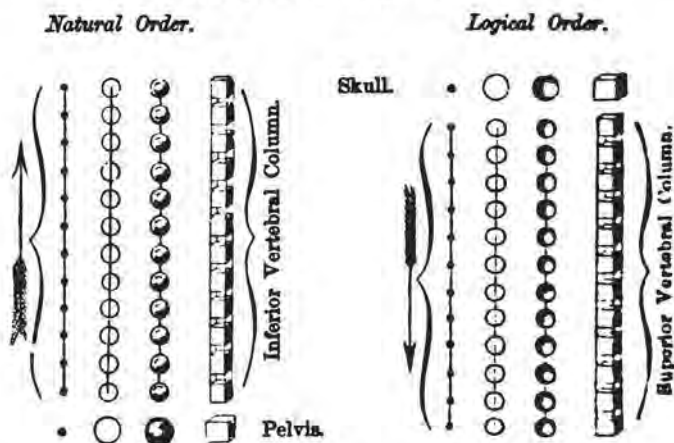 Natural Order.
Logical Order.
Skull.
Inferior Vertebral Column.
Superior Vertebral Column.
Pelvis.